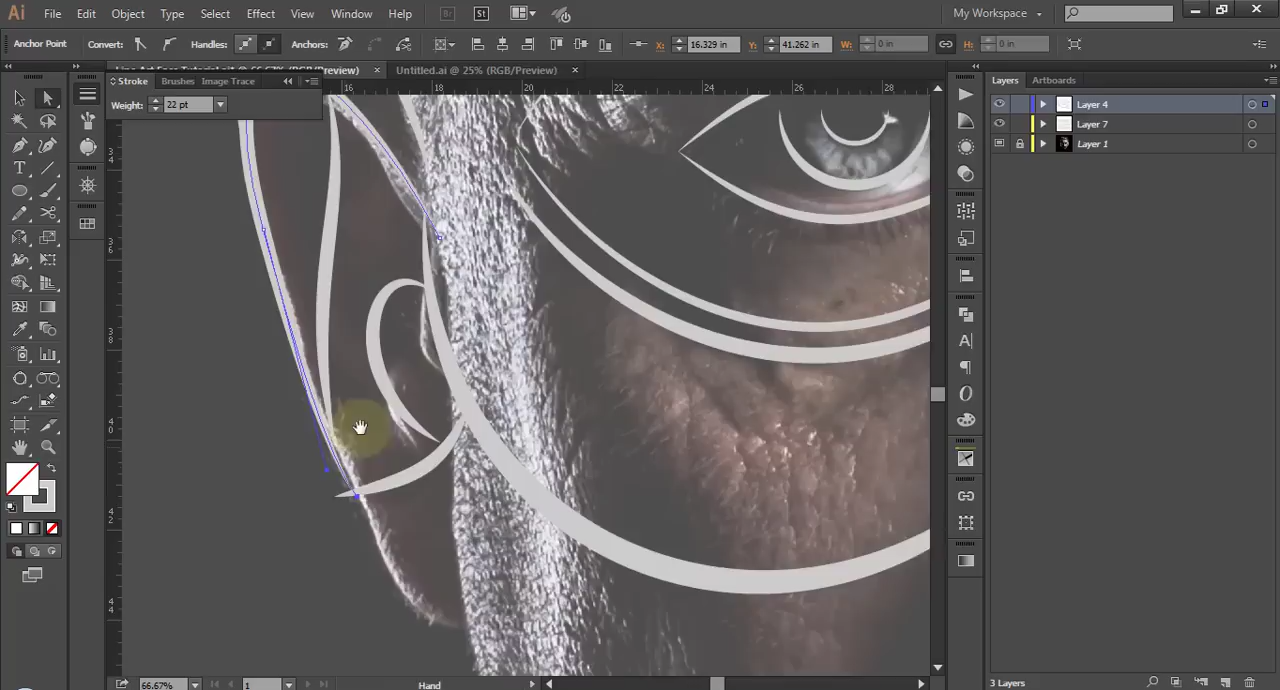 Ai File Edit Object Type Select Effect View Window Help Br St My Workspace
Anchor Point Convert: Handles: Anchors: X: 16.329 in Y: 41.262 in W: 0 in H: 0 in
Untitled.ai @ 25% (RGB/Preview)
Stroke Brushes Image Trace
Weight: 22 pt
16 18 20 22 24 26 28
Layers Artboards
Layer 4
Layer 7
Layer 1
66.67% 1 Hand
3 Layers